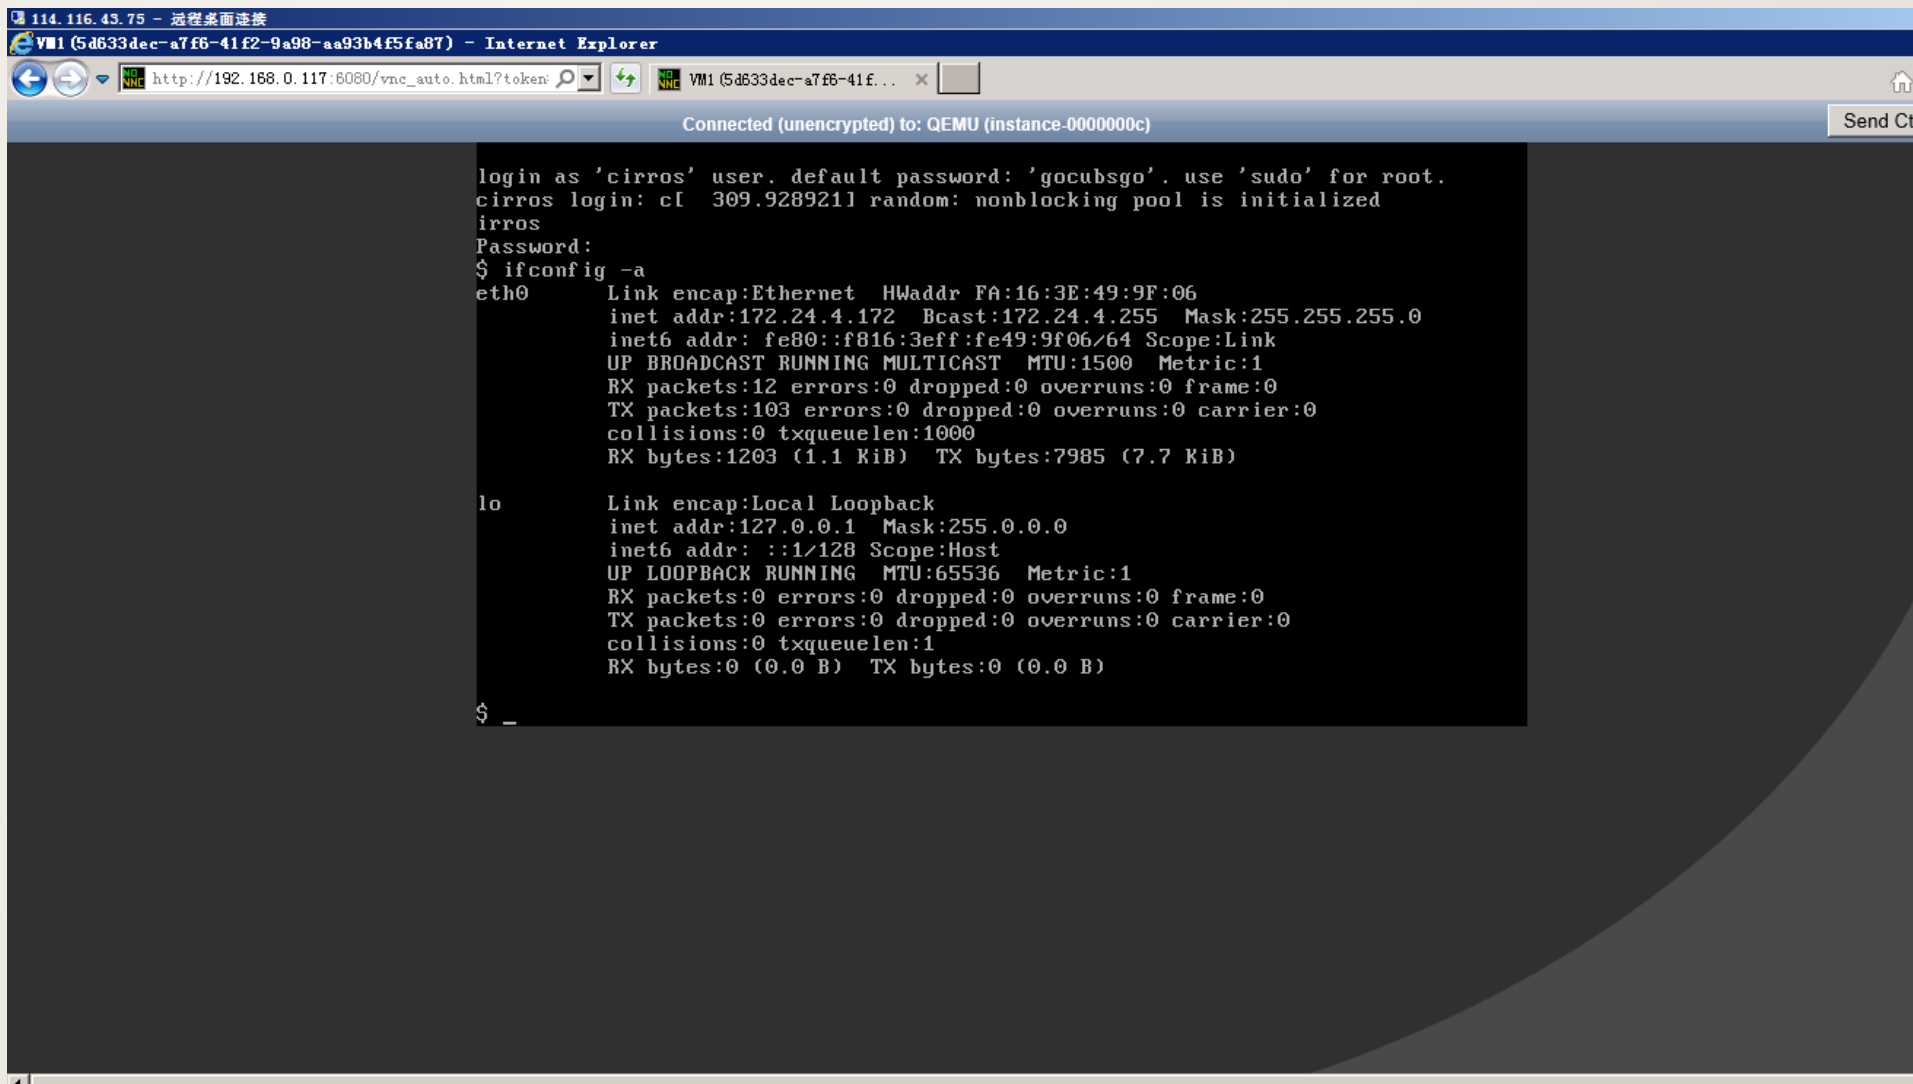 114.116.43.75 - 远程桌面连接
VM1 (5d633dec-a7f6-41f2-9a98-aa93b4f5fa87) - Internet Explorer
http://192.168.0.117:6080/vnc_auto.html?token= VM1 (5d633dec-a7f6-41f...
Connected (unencrypted) to: QEMU (instance-0000000c) Send Ct
login as 'cirros' user. default password: 'gocubsgo'. use 'sudo' for root.
cirros login: c[  309.928921] random: nonblocking pool is initialized
irros
Password:
$ ifconfig -a
eth0      Link encap:Ethernet  HWaddr FA:16:3E:49:9F:06
          inet addr:172.24.4.172  Bcast:172.24.4.255  Mask:255.255.255.0
          inet6 addr: fe80::f816:3eff:fe49:9f06/64 Scope:Link
          UP BROADCAST RUNNING MULTICAST  MTU:1500  Metric:1
          RX packets:12 errors:0 dropped:0 overruns:0 frame:0
          TX packets:103 errors:0 dropped:0 overruns:0 carrier:0
          collisions:0 txqueuelen:1000
          RX bytes:1203 (1.1 KiB)  TX bytes:7985 (7.7 KiB)
lo        Link encap:Local Loopback
          inet addr:127.0.0.1  Mask:255.0.0.0
          inet6 addr: ::1/128 Scope:Host
          UP LOOPBACK RUNNING  MTU:65536  Metric:1
          RX packets:0 errors:0 dropped:0 overruns:0 frame:0
          TX packets:0 errors:0 dropped:0 overruns:0 carrier:0
          collisions:0 txqueuelen:1
          RX bytes:0 (0.0 B)  TX bytes:0 (0.0 B)
$ _